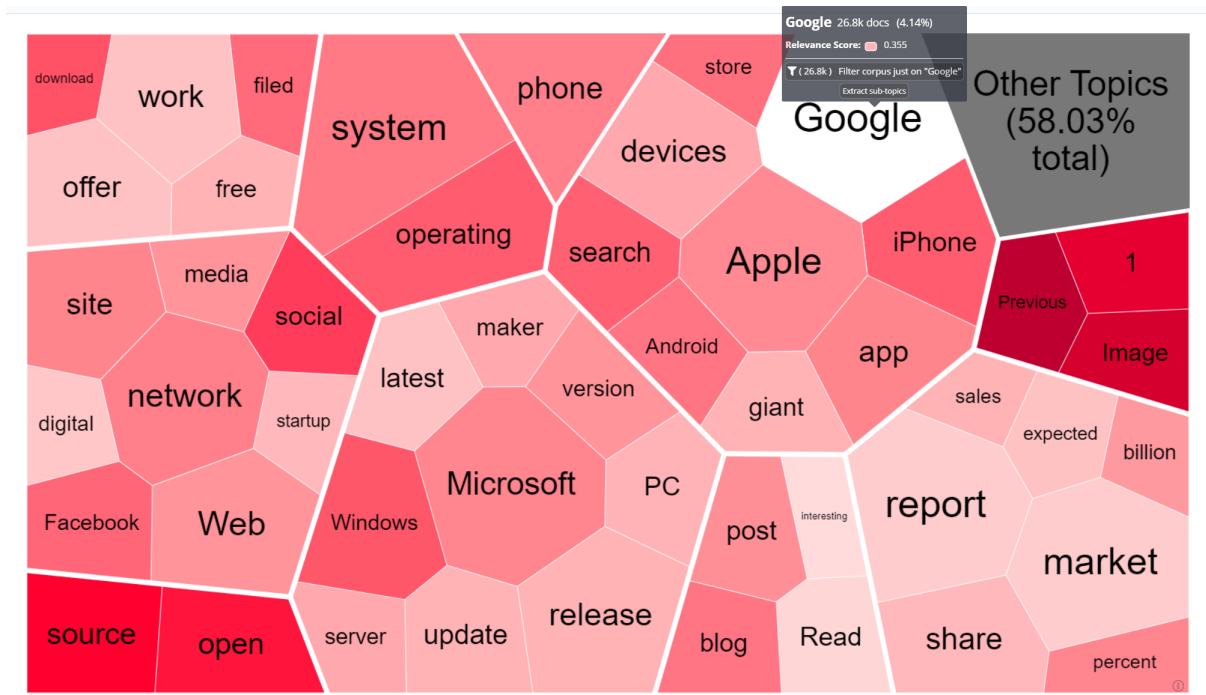 Google 26.8k docs (4.14%)
Relevance Score: 0.355
( 26.8k ) Filter corpus just on "Google"
Extract sub-topics
download
work
filed
offer
free
system
phone
operating
store
devices
Google
search
Apple
iPhone
Android
app
giant
Other Topics
(58.03%
total)
Previous
1
Image
site
media
social
network
digital
startup
Facebook
Web
maker
latest
version
Microsoft
PC
Windows
server
update
release
source
open
post
interesting
blog
Read
sales
expected
billion
report
market
share
percent